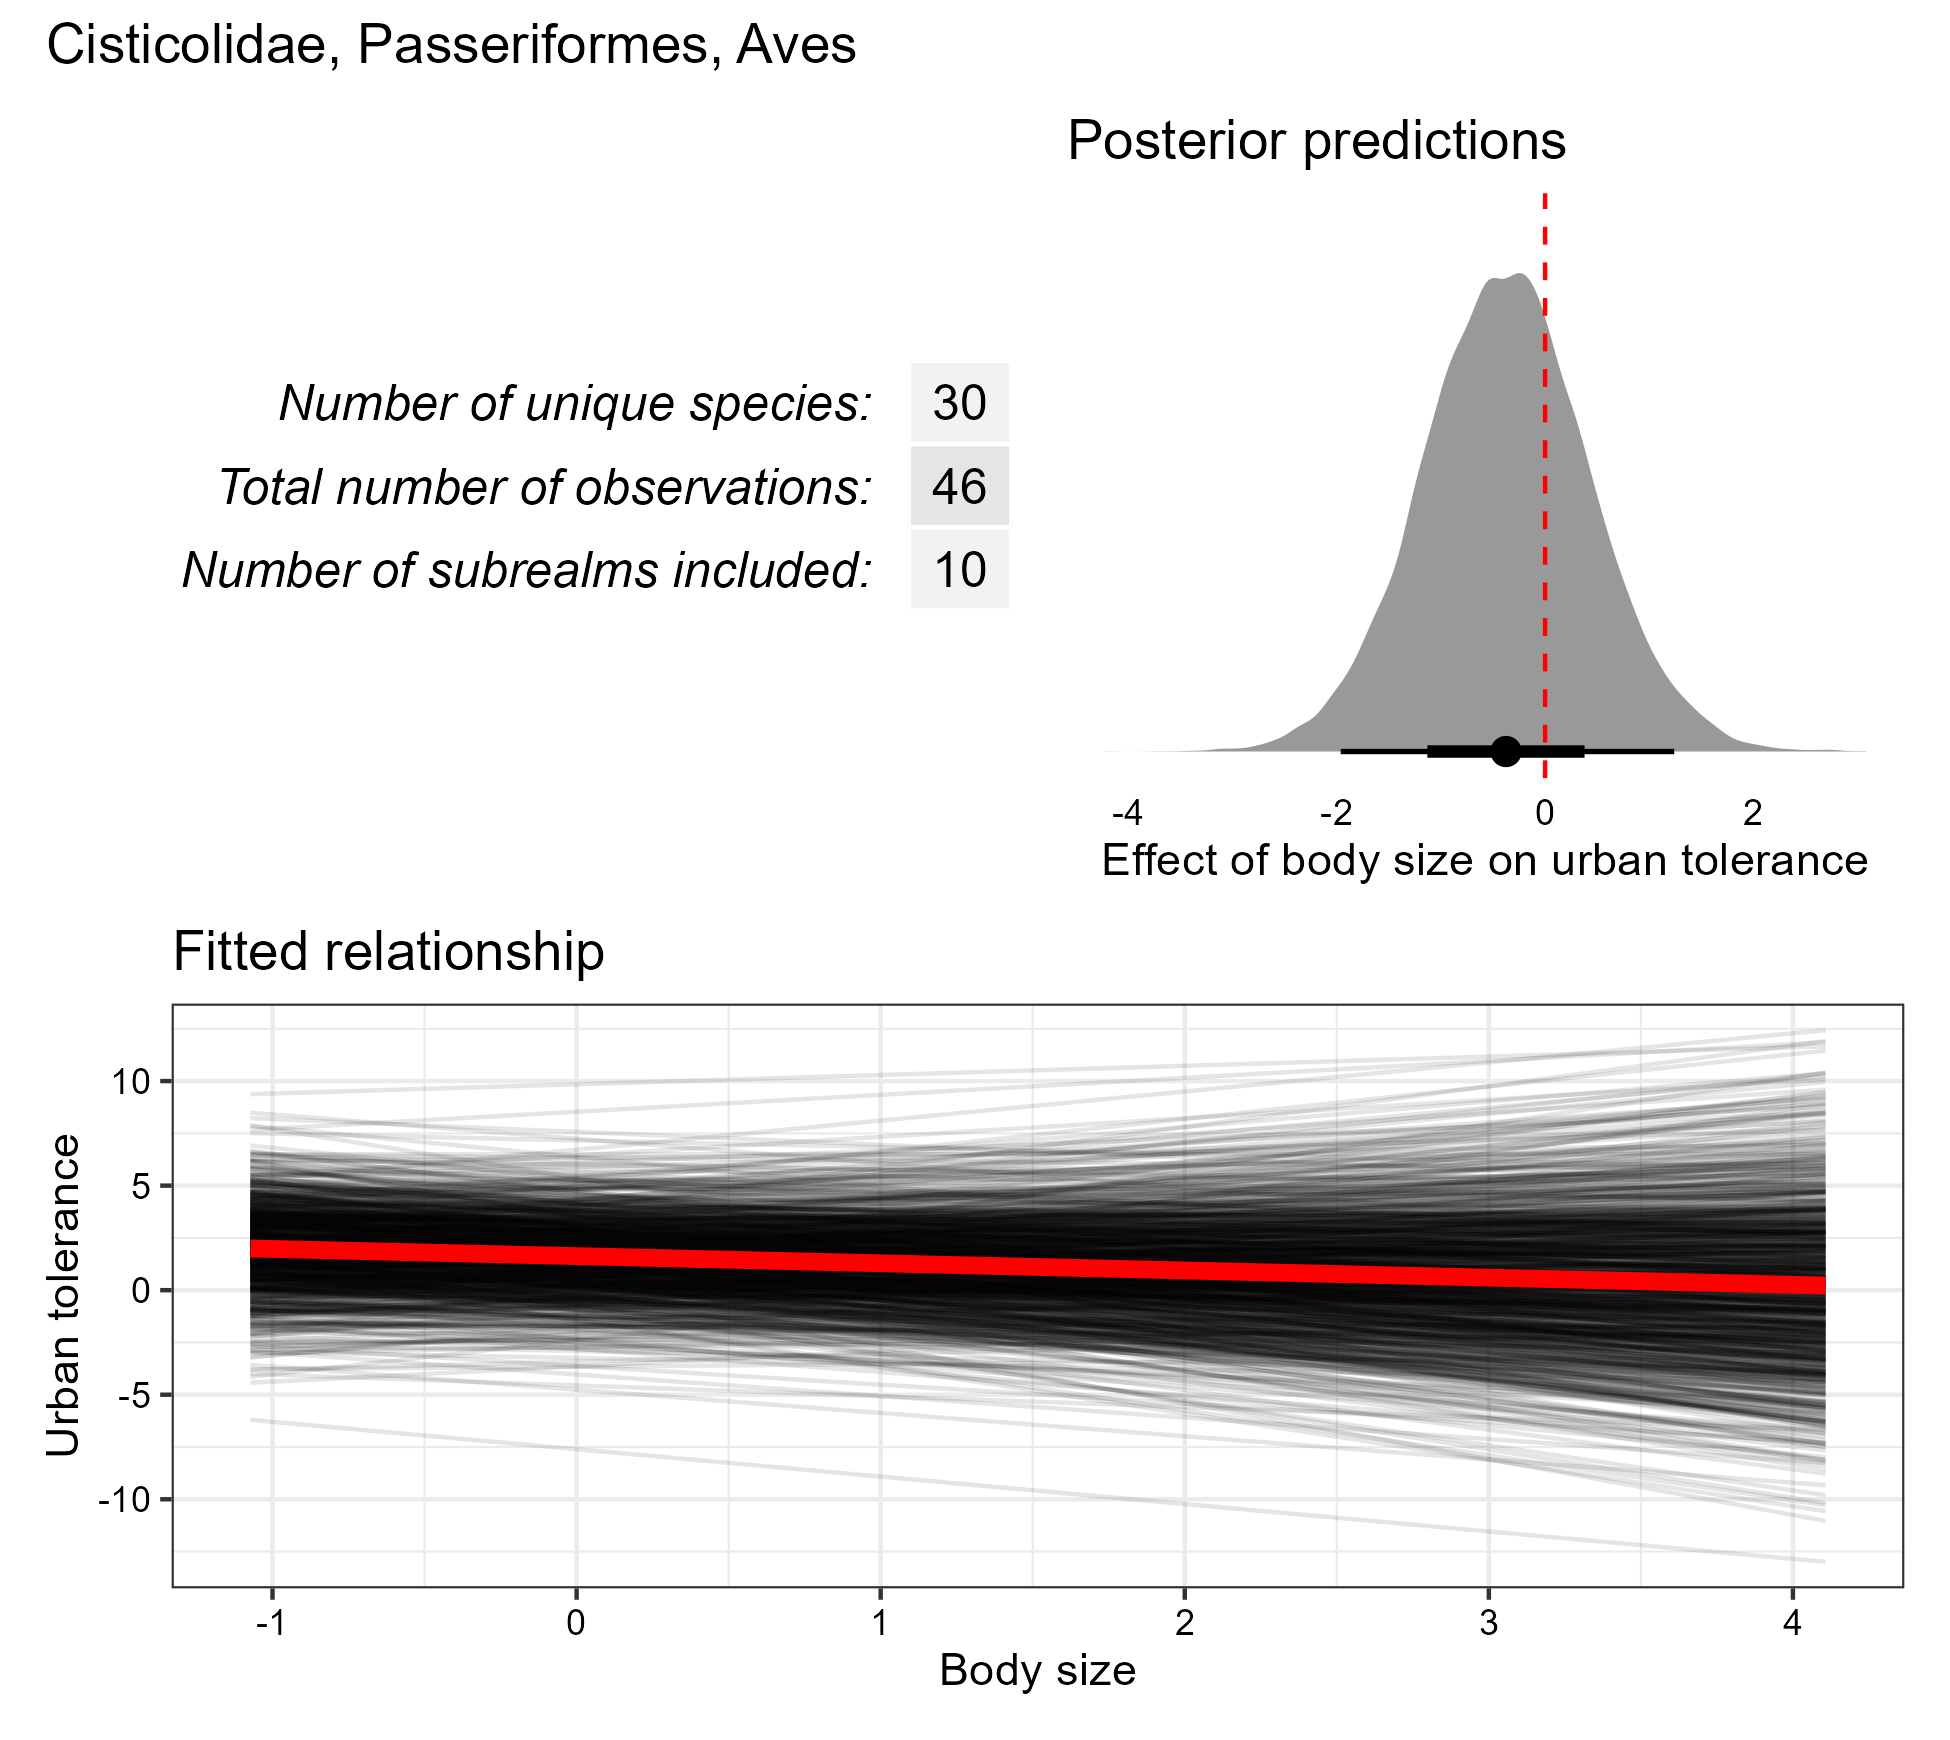 Cisticolidae, Passeriformes, Aves
Posterior predictions
Number of unique species: 30
Total number of observations: 46
Number of subrealms included: 10
-4 -2 0 2
Effect of body size on urban tolerance
Fitted relationship
Urban tolerance
10
5
0
-5
-10
-1 0 1 2 3 4
Body size